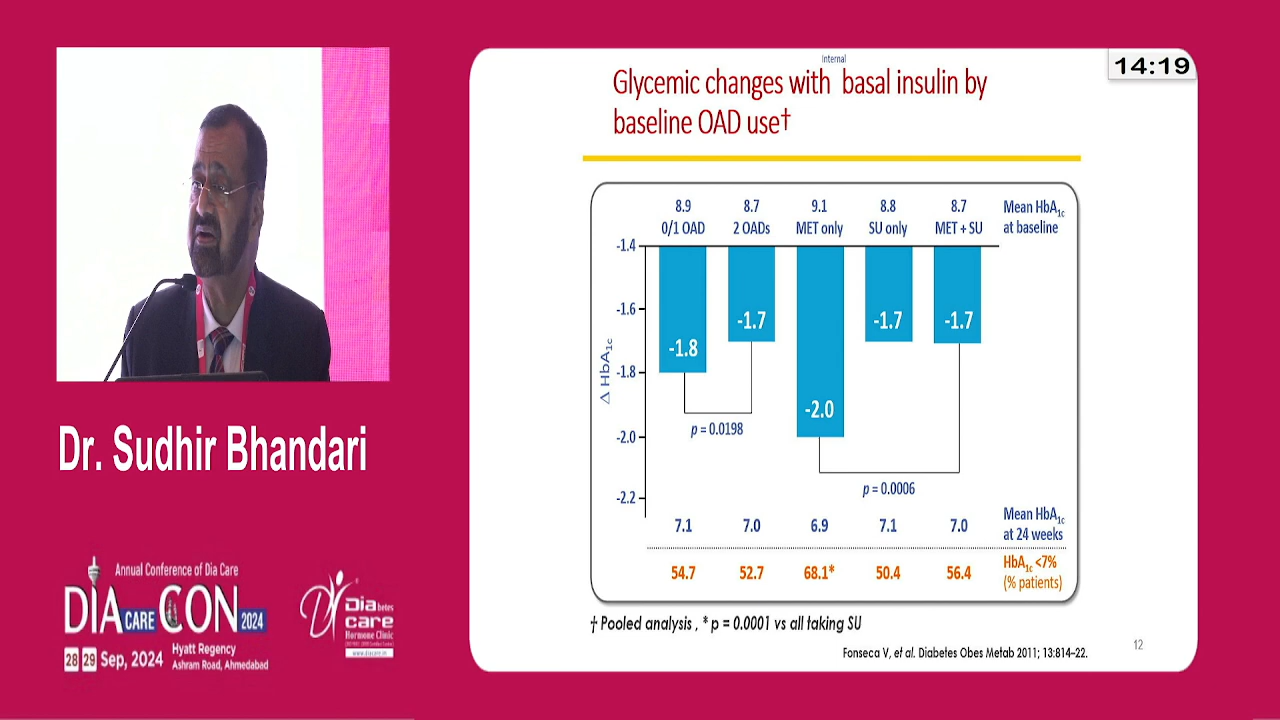 Internal
14:19
Glycemic changes with basal insulin by
baseline OAD use†
8.9 8.7 9.1 8.8 8.7 Mean HbA1c
0/1 OAD 2 OADs MET only SU only MET + SU at baseline
-1.4
-1.6
-1.8
-2.0
-2.2
Δ HbA1c
-1.8
-1.7
-2.0
-1.7
-1.7
p = 0.0198
p = 0.0006
7.1 7.0 6.9 7.1 7.0 Mean HbA1c
at 24 weeks
54.7 52.7 68.1* 50.4 56.4 HbA1c <7%
(% patients)
† Pooled analysis , * p = 0.0001 vs all taking SU
Fonseca V, et al. Diabetes Obes Metab 2011; 13:814–22.
12
Dr. Sudhir Bhandari
Annual Conference of Dia Care
DIA CARE CON 2024
28 29 Sep, 2024
Hyatt Regency
Ashram Road, Ahmedabad
Diabetes
care
Hormone Clinic
www.diacare.in